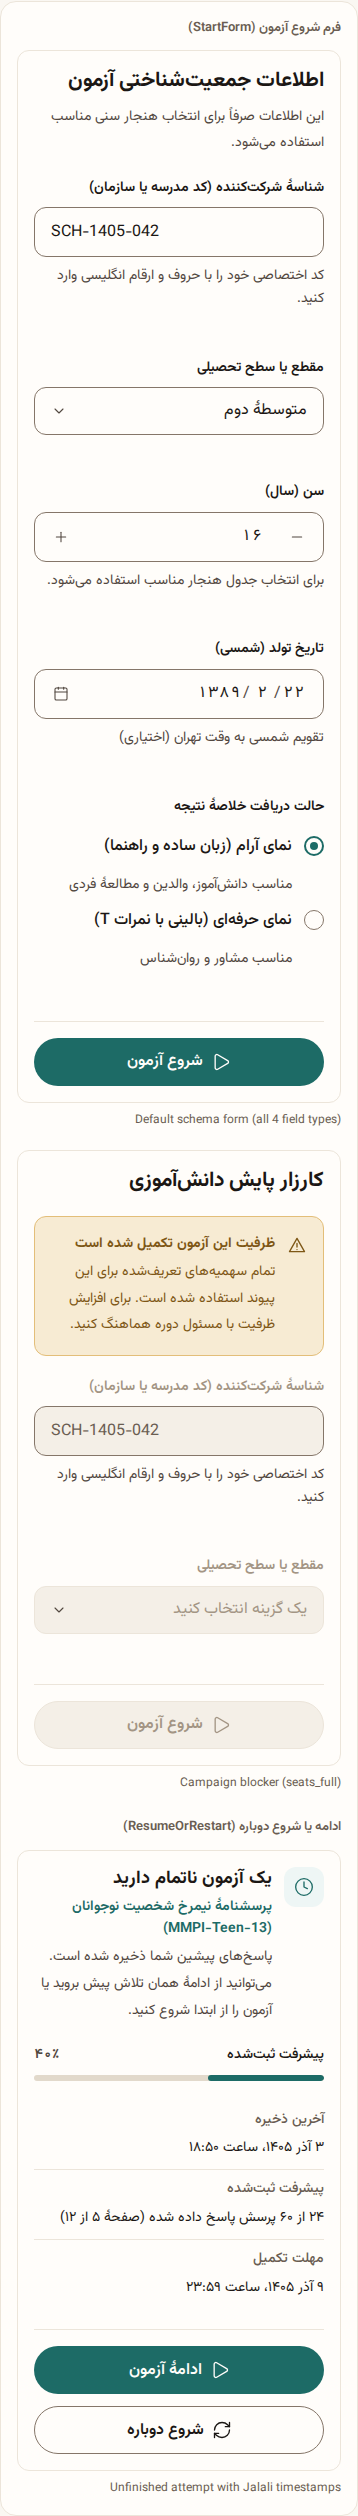 فرم شروع آزمون (StartForm)
اطلاعات جمعیت‌شناختی آزمون
این اطلاعات صرفاً برای انتخاب هنجار سنی مناسب
استفاده می‌شود.
شناسهٔ شرکت‌کننده (کد مدرسه یا سازمان)
SCH-1405-042
کد اختصاصی خود را با حروف و ارقام انگلیسی وارد
کنید.
مقطع یا سطح تحصیلی
متوسطهٔ دوم
سن (سال)
۱۶
برای انتخاب جدول هنجار مناسب استفاده می‌شود.
تاریخ تولد (شمسی)
۱۳۸۹/ ۲ /۲۲
تقویم شمسی به وقت تهران (اختیاری)
حالت دریافت خلاصهٔ نتیجه
نمای آرام (زبان ساده و راهنما)
مناسب دانش‌آموز، والدین و مطالعهٔ فردی
نمای حرفه‌ای (بالینی با نمرات T)
مناسب مشاور و روان‌شناس
شروع آزمون
Default schema form (all 4 field types)
کارزار پایش دانش‌آموزی
ظرفیت این آزمون تکمیل شده است
تمام سهمیه‌های تعریف‌شده برای این
پیوند استفاده شده است. برای افزایش
ظرفیت با مسئول دوره هماهنگ کنید.
شناسهٔ شرکت‌کننده (کد مدرسه یا سازمان)
SCH-1405-042
کد اختصاصی خود را با حروف و ارقام انگلیسی وارد
کنید.
مقطع یا سطح تحصیلی
یک گزینه انتخاب کنید
شروع آزمون
Campaign blocker (seats_full)
ادامه یا شروع دوباره (ResumeOrRestart)
یک آزمون ناتمام دارید
پرسشنامهٔ نیمرخ شخصیت نوجوانان
(MMPI-Teen-13)
پاسخ‌های پیشین شما ذخیره شده است.
می‌توانید از ادامهٔ همان تلاش پیش بروید یا
آزمون را از ابتدا شروع کنید.
پیشرفت ثبت‌شده
۴۰٪
آخرین ذخیره
۳ آذر ۱۴۰۵، ساعت ۱۸:۵۰
پیشرفت ثبت‌شده
۲۴ از ۶۰ پرسش پاسخ داده شده (صفحهٔ ۵ از ۱۲)
مهلت تکمیل
۹ آذر ۱۴۰۵، ساعت ۲۳:۵۹
ادامهٔ آزمون
شروع دوباره
Unfinished attempt with Jalali timestamps